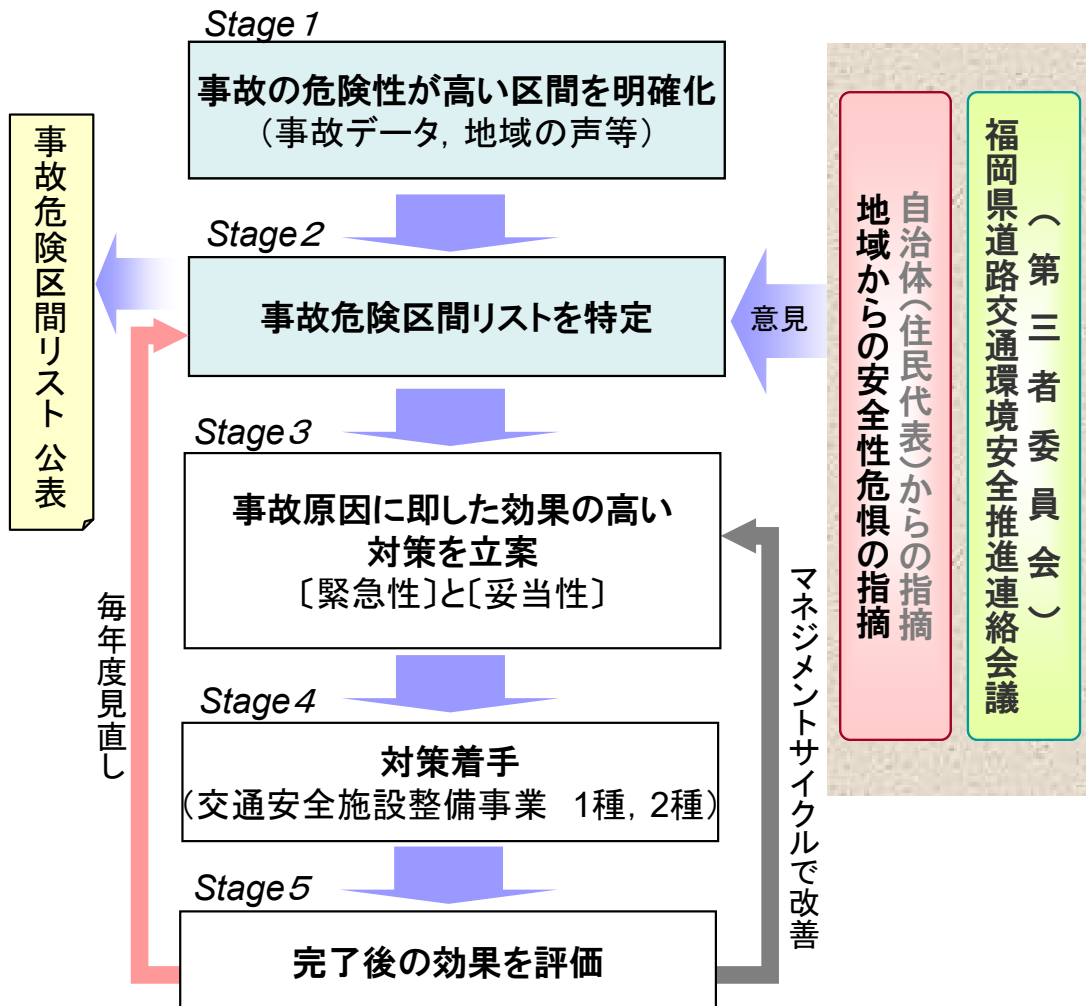 Stage 1
事故の危険性が高い区間を明確化
（事故データ，地域の声等）
Stage2
事故危険区間リストを特定
事故危険区間リスト 公表
意見
自治体（住民代表）からの指摘
地域からの安全性危惧の指摘
（第三者委員会）
福岡県道路交通環境安全推進連絡会議
Stage3
事故原因に即した効果の高い
対策を立案
〔緊急性〕と〔妥当性〕
Stage4
対策着手
（交通安全施設整備事業　1種，2種）
Stage5
完了後の効果を評価
毎年度見直し
マネジメントサイクルで改善